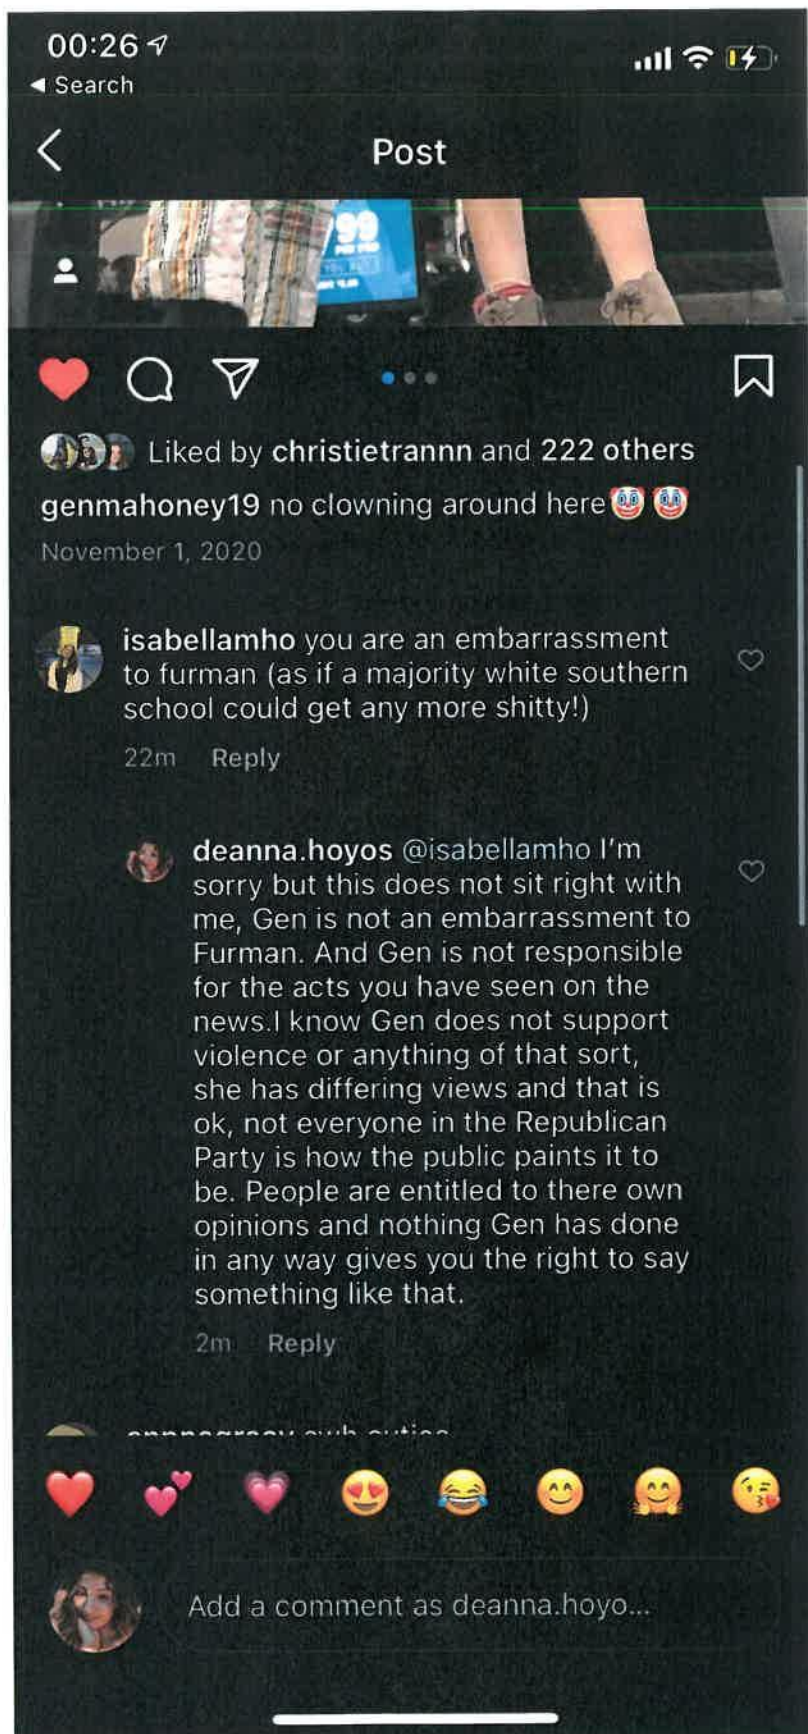 00:26
◀ Search
Post
99
Liked by christietrannn and 222 others
genmahoney19 no clowning around here🤡 🤡
November 1, 2020
isabellamho you are an embarrassment
to furman (as if a majority white southern
school could get any more shitty!)
22m Reply
deanna.hoyos @isabellamho I'm
sorry but this does not sit right with
me, Gen is not an embarrassment to
Furman. And Gen is not responsible
for the acts you have seen on the
news.I know Gen does not support
violence or anything of that sort,
she has differing views and that is
ok, not everyone in the Republican
Party is how the public paints it to
be. People are entitled to there own
opinions and nothing Gen has done
in any way gives you the right to say
something like that.
2m Reply
Add a comment as deanna.hoyo...